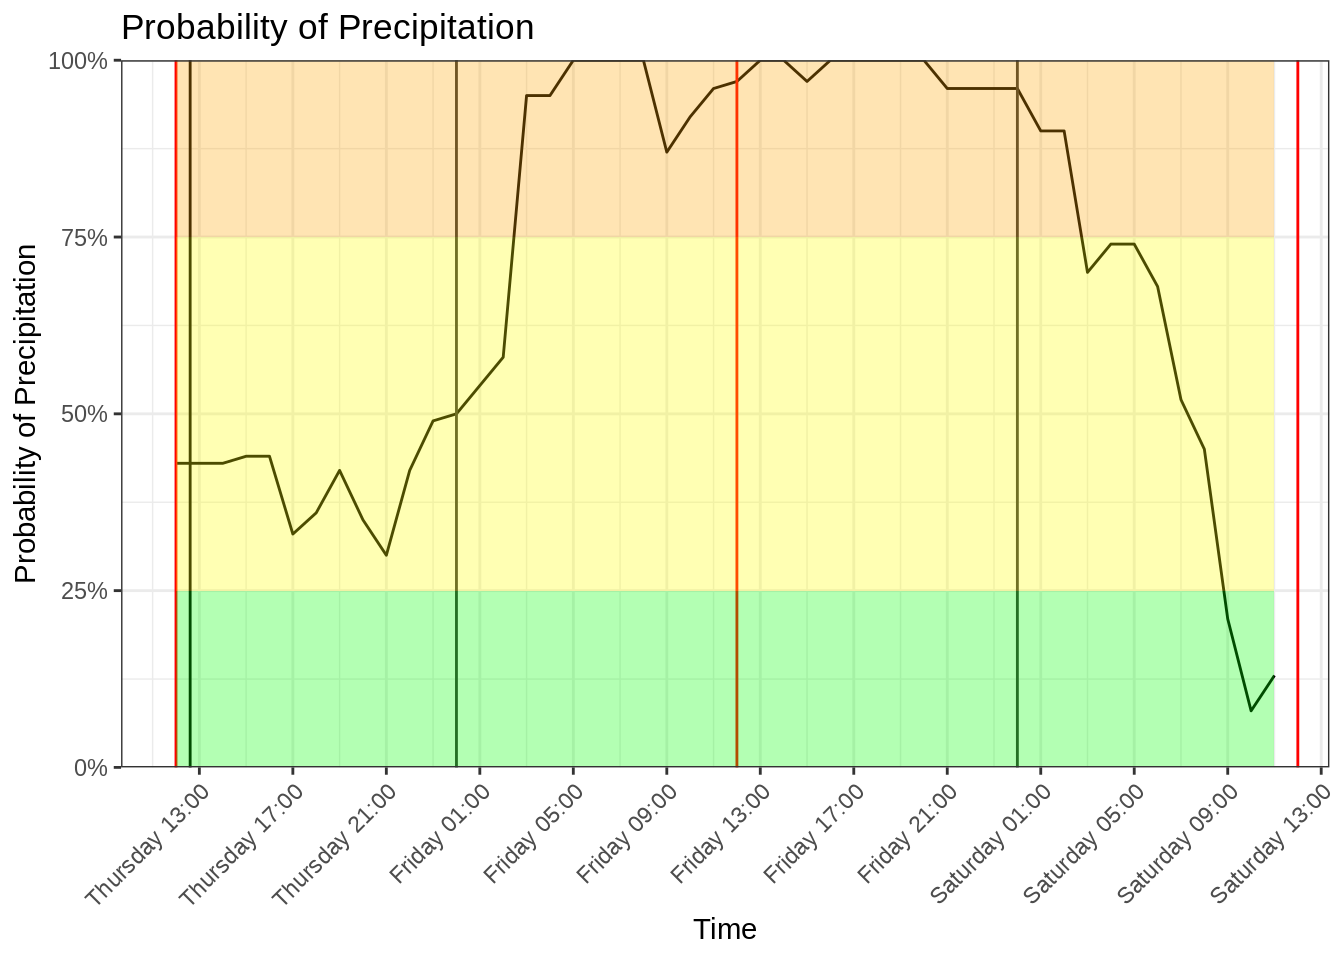 Probability of Precipitation
Probability of Precipitation
100%
75%
50%
25%
0%
Thursday 13:00
Thursday 17:00
Thursday 21:00
Friday 01:00
Friday 05:00
Friday 09:00
Friday 13:00
Friday 17:00
Friday 21:00
Saturday 01:00
Saturday 05:00
Saturday 09:00
Saturday 13:00
Time